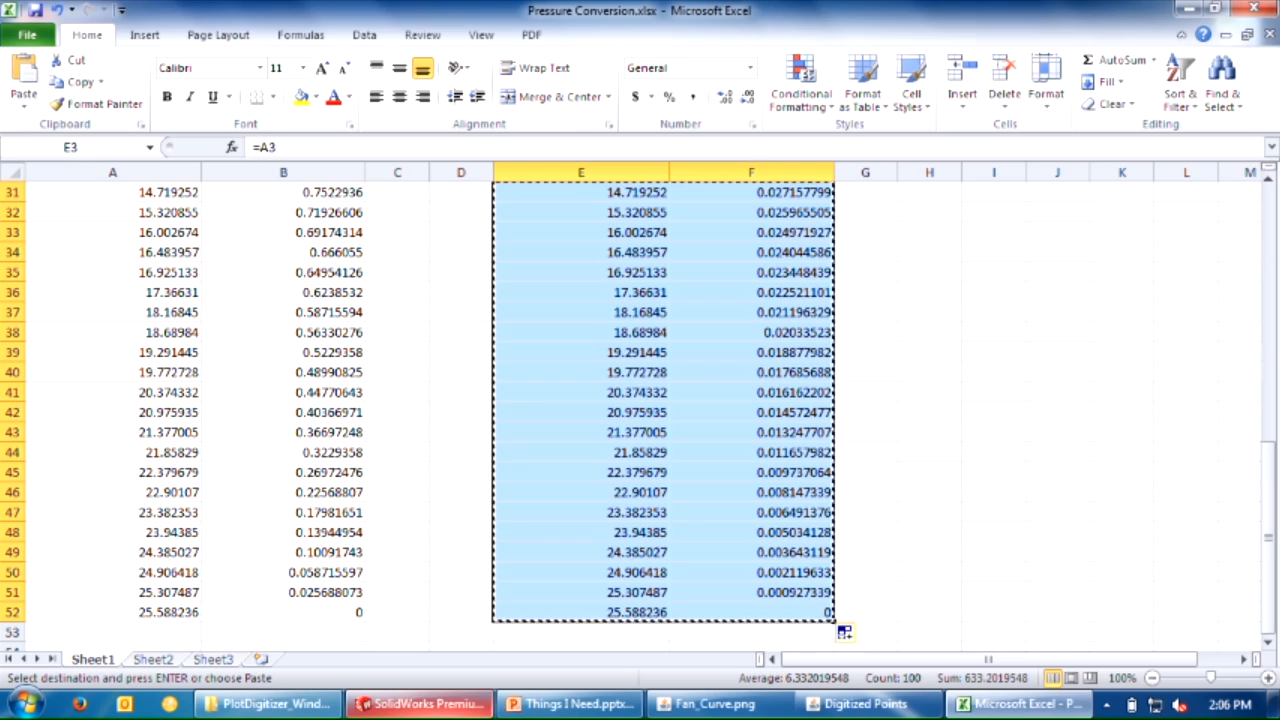 Pressure Conversion.xlsx - Microsoft Excel
File Home Insert Page Layout Formulas Data Review View PDF
Paste Cut Copy Format Painter Clipboard
Calibri 11 B I U A Font
Wrap Text Merge & Center Alignment
General $ % , Number
Conditional Formatting Format as Table Cell Styles Styles
Insert Delete Format Cells
Σ AutoSum Fill Clear Sort & Filter Find & Select Editing
E3 fx =A3
A B C D E F G H I J K L M
31 14.719252 0.7522936 14.719252 0.027157799
32 15.320855 0.71926606 15.320855 0.025965505
33 16.002674 0.69174314 16.002674 0.024971927
34 16.483957 0.666055 16.483957 0.024044586
35 16.925133 0.64954126 16.925133 0.023448439
36 17.36631 0.6238532 17.36631 0.022521101
37 18.16845 0.58715594 18.16845 0.021196329
38 18.68984 0.56330276 18.68984 0.02033523
39 19.291445 0.5229358 19.291445 0.018877982
40 19.772728 0.48990825 19.772728 0.017685688
41 20.374332 0.44770643 20.374332 0.016162202
42 20.975935 0.40366971 20.975935 0.014572477
43 21.377005 0.36697248 21.377005 0.013247707
44 21.85829 0.3229358 21.85829 0.011657982
45 22.379679 0.26972476 22.379679 0.009737064
46 22.90107 0.22568807 22.90107 0.008147339
47 23.382353 0.17981651 23.382353 0.006491376
48 23.94385 0.13944954 23.94385 0.005034128
49 24.385027 0.10091743 24.385027 0.003643119
50 24.906418 0.058715597 24.906418 0.002119633
51 25.307487 0.025688073 25.307487 0.000927339
52 25.588236 0 25.588236 0
53
Sheet1 Sheet2 Sheet3
Select destination and press ENTER or choose Paste Average: 6.332019548 Count: 100 Sum: 633.2019548 100%
PlotDigitizer_Wind... SolidWorks Premiu... Things I Need.pptx... Fan_Curve.png Digitized Points Microsoft Excel - P... 2:06 PM